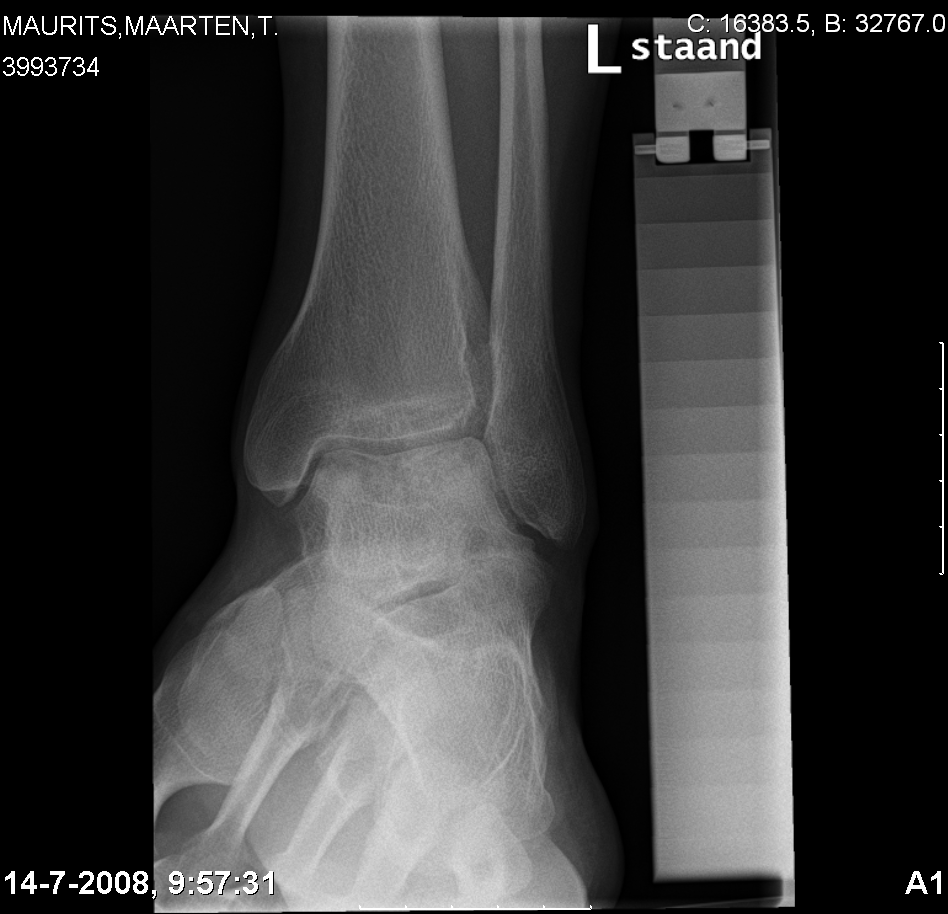 MAURITS,MAARTEN,T.
3993734
C: 16383.5, B: 32767.0
L staand
14-7-2008, 9:57:31
A1